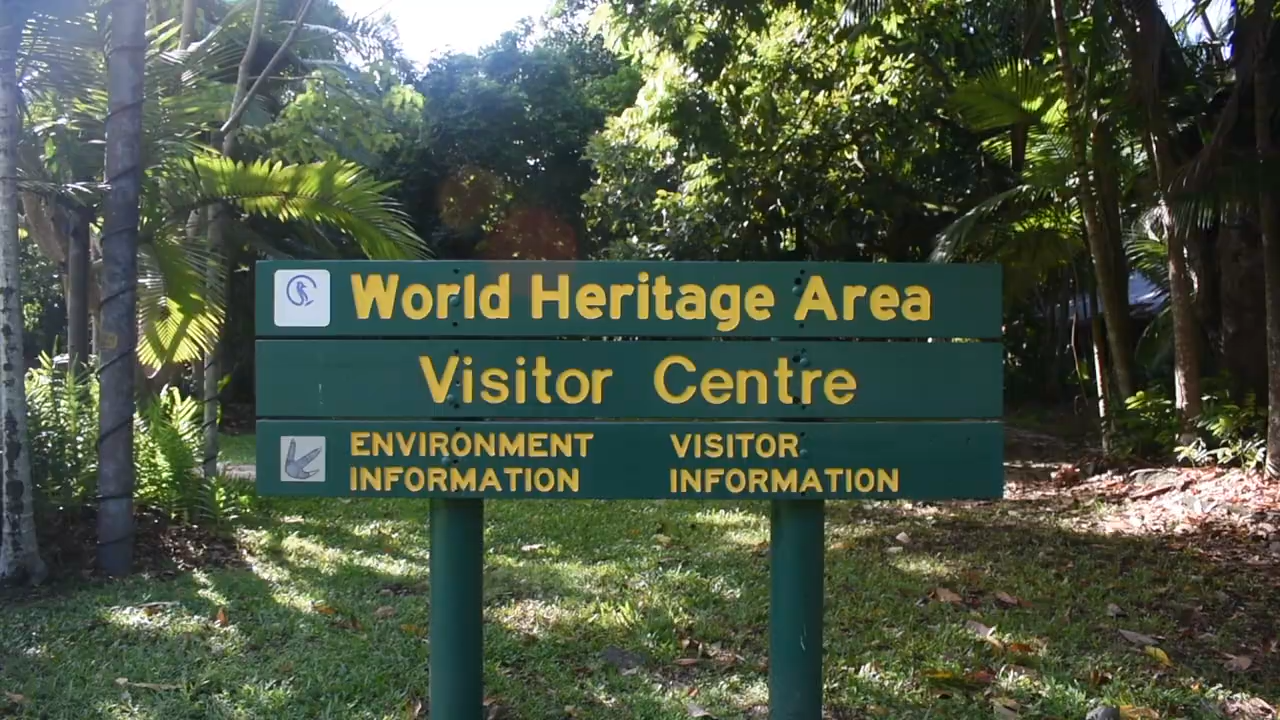 World Heritage Area
Visitor Centre
ENVIRONMENT INFORMATION
VISITOR INFORMATION